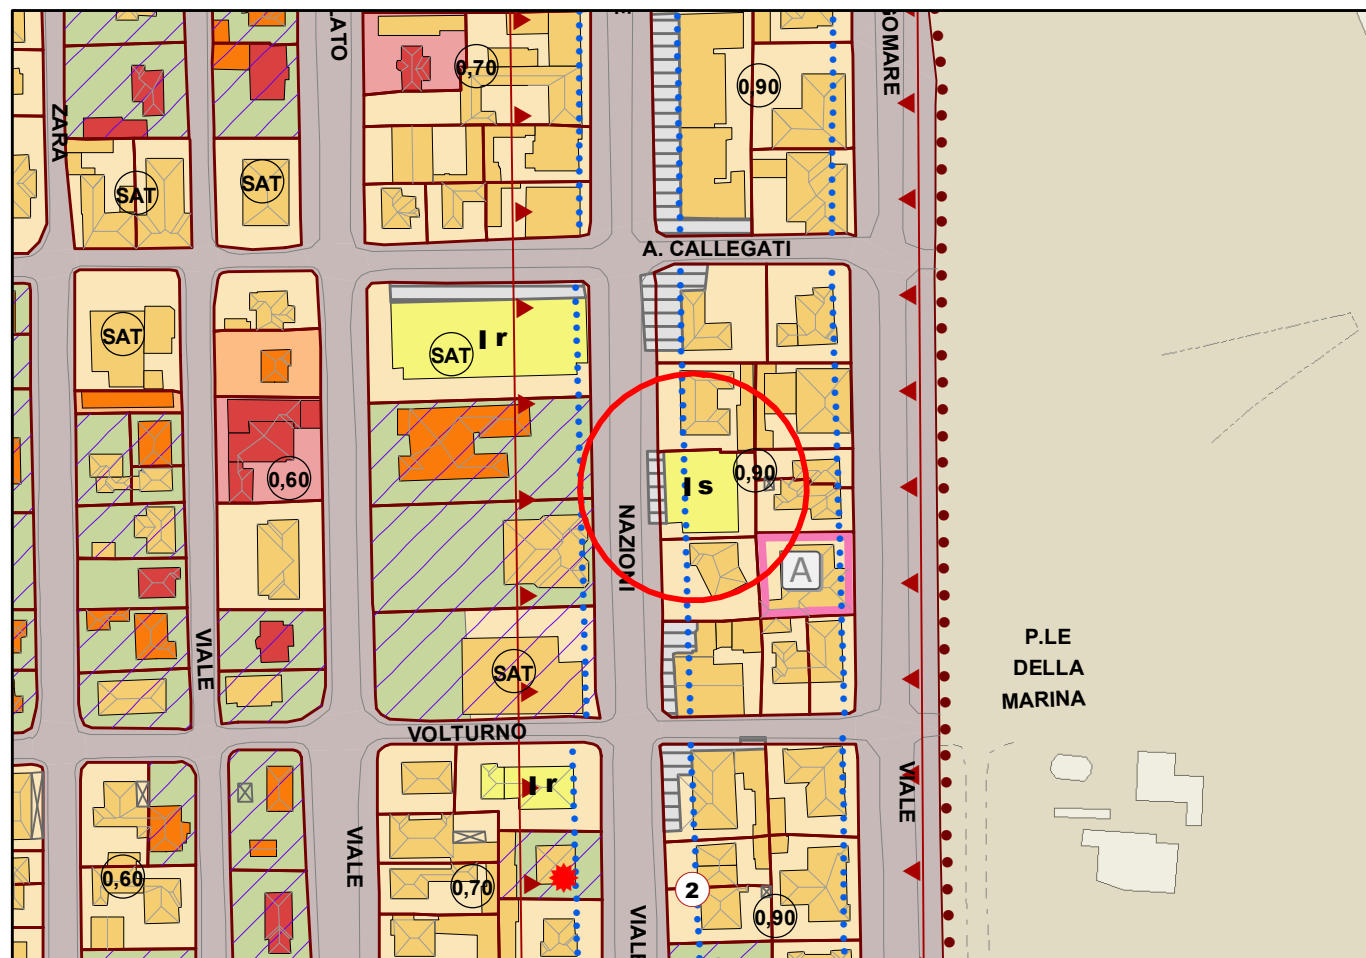 LATO
GOMARE
0,70
0,90
ZARA
SAT
SAT
A. CALLEGATI
SAT
SAT
I r
0,60
I s
0,90
NAZIONI
A
SAT
VIALE
P.LE
DELLA
MARINA
VOLTURNO
I r
VIALE
VIALE
0,60
0,70
2
0,90
VIALE